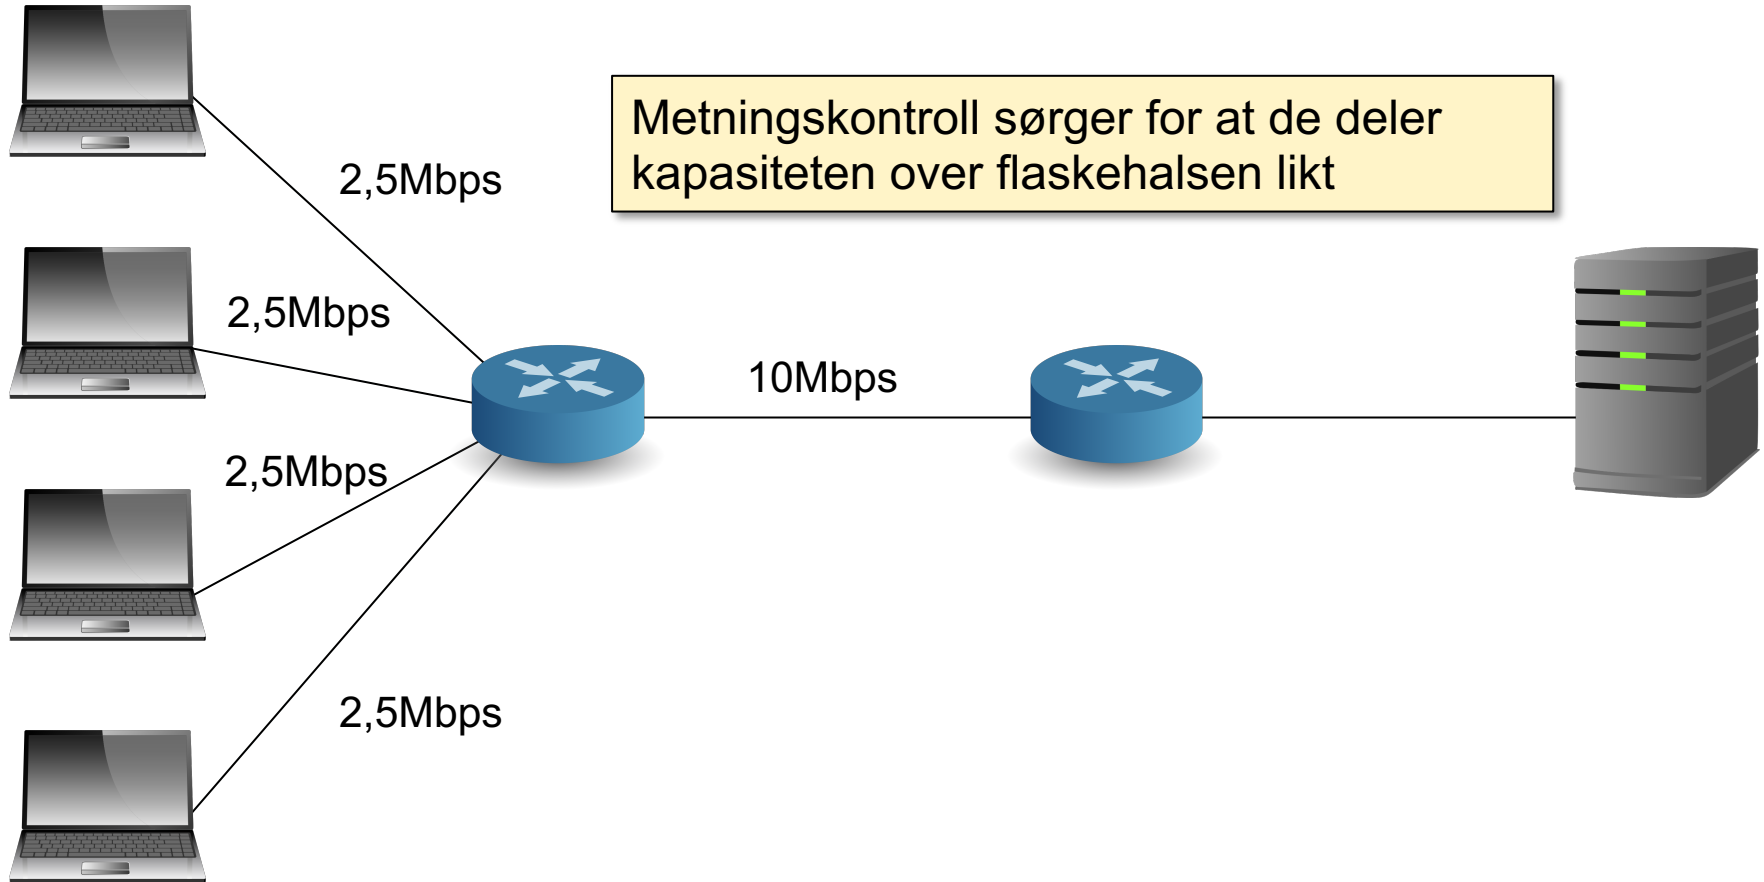 Metningskontroll sørger for at de deler
kapasiteten over flaskehalsen likt
2,5Mbps
2,5Mbps
10Mbps
2,5Mbps
2,5Mbps